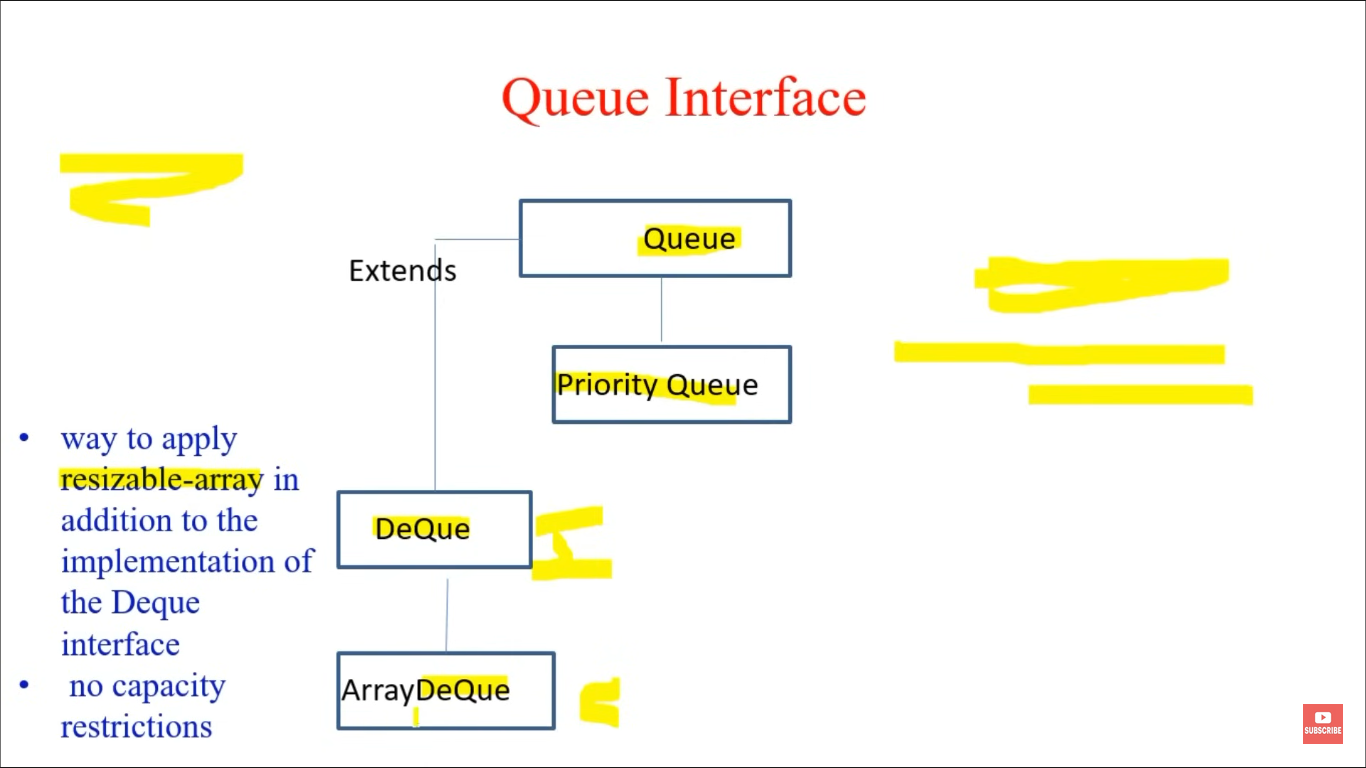 Queue Interface
Queue
Extends
Priority Queue
• way to apply
resizable-array in
addition to the
implementation of
the Deque
interface
• no capacity
restrictions
DeQue
ArrayDeQue
SUBSCRIBE